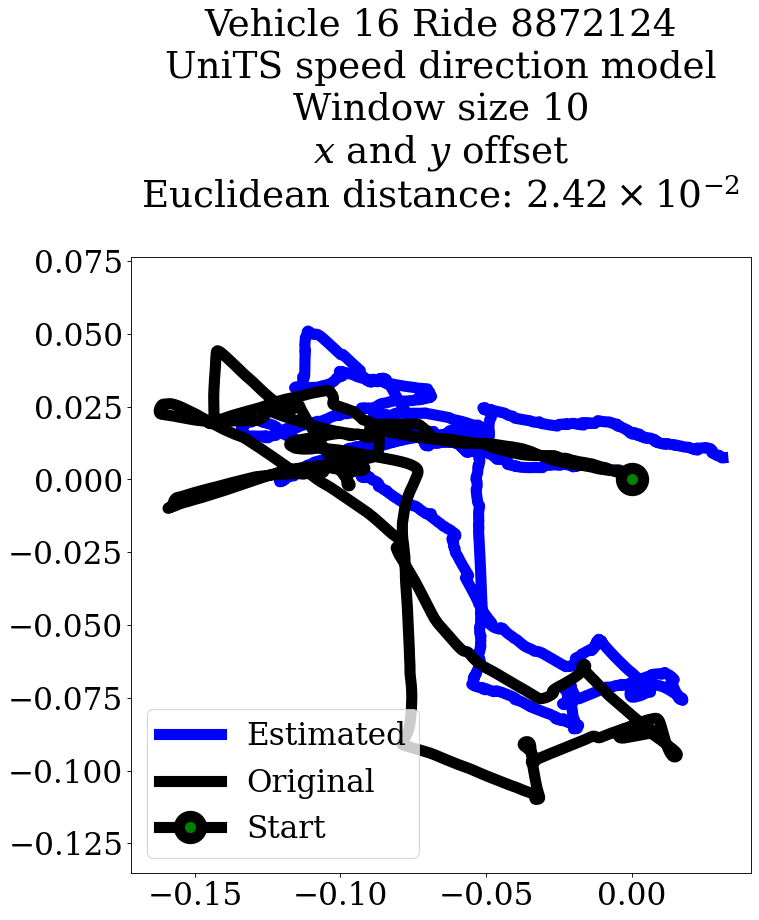 Vehicle 16 Ride 8872124
UniTS speed direction model
Window size 10
x and y offset
Euclidean distance: 2.42 × 10⁻²
0.075
0.050
0.025
0.000
−0.025
−0.050
−0.075
−0.100
−0.125
Estimated
Original
Start
−0.15 −0.10 −0.05 0.00